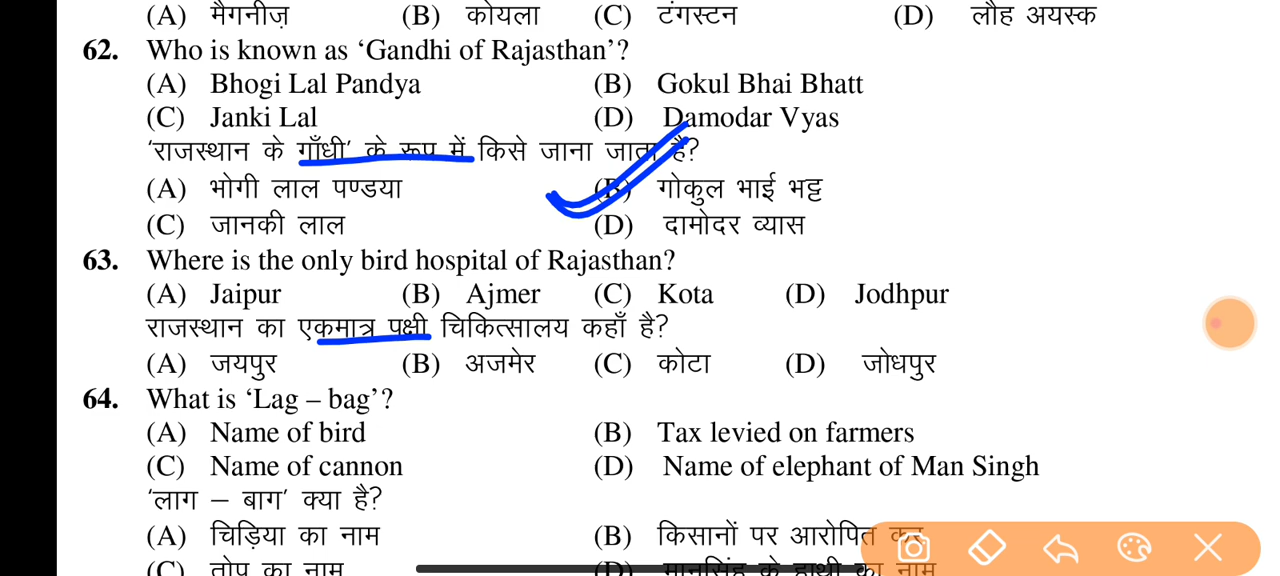 (A) मैगनीज़ (B) कोयला (C) टंगस्टन (D) लौह अयस्क
62. Who is known as ‘Gandhi of Rajasthan’?
(A) Bhogi Lal Pandya (B) Gokul Bhai Bhatt
(C) Janki Lal (D) Damodar Vyas
‘राजस्थान के गाँधी’ के रूप में किसे जाना जाता है?
(A) भोगी लाल पण्डया (B) गोकुल भाई भट्ट
(C) जानकी लाल (D) दामोदर व्यास
63. Where is the only bird hospital of Rajasthan?
(A) Jaipur (B) Ajmer (C) Kota (D) Jodhpur
राजस्थान का एकमात्र पक्षी चिकित्सालय कहाँ है?
(A) जयपुर (B) अजमेर (C) कोटा (D) जोधपुर
64. What is ‘Lag – bag’?
(A) Name of bird (B) Tax levied on farmers
(C) Name of cannon (D) Name of elephant of Man Singh
‘लाग – बाग’ क्या है?
(A) चिड़िया का नाम (B) किसानों पर आरोपित कर
(C) तोप का नाम (D) मानसिंह के हाथी का नाम